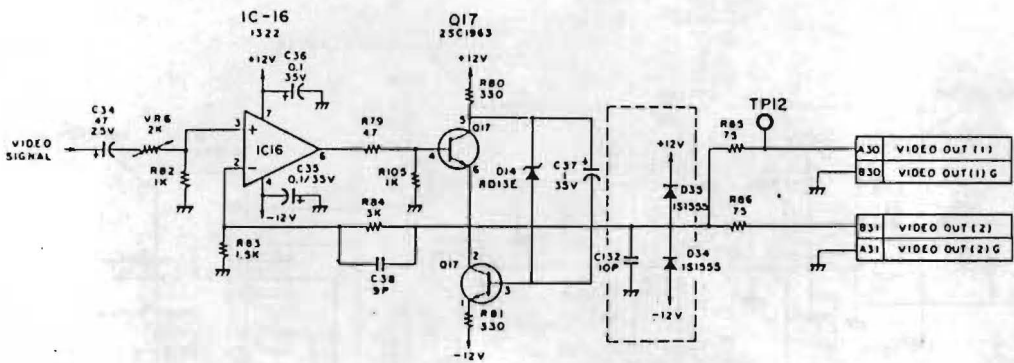 IC-16
1322
Q17
2SC1963
+12V
C36
0.1
35V
+
+12V
R80
330
C34
47
25V
+
VR6
2K
VIDEO
SIGNAL
R82
1K
3
+
2
-
IC16
7
6
4
C35
0.1/35V
+
-12V
R79
47
R105
1K
4
5
Q17
6
D14
RD13E
C37
1
35V
+
R84
3K
C38
9P
R83
1.5K
Q17
2
3
1
R81
330
-12V
C132
10P
+12V
D35
1S1555
D34
1S1555
-12V
R85
75
TP12
R86
75
A30 VIDEO OUT (1)
B30 VIDEO OUT(1) G
B31 VIDEO OUT (2)
A31 VIDEO OUT (2) G